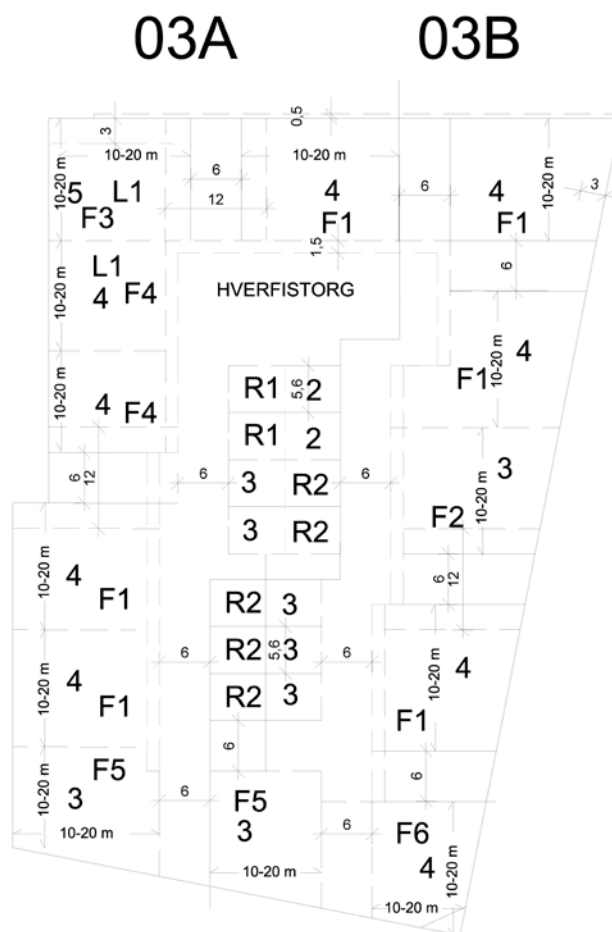 03A 03B
3 0,5
10-20 m 10-20 m
10-20 m 6 10-20 m
5 L1 12 4 6 4 3
F3 F1 F1
1,5
L1 6
10-20 m 4 F4 HVERFISTORG
4
R1 5,6 2 F1 10-20 m
10-20 m 4 F4 R1 2
6 12 6 3 R2 6 3
3 R2 F2 10-20 m
10-20 m 4 6 12
F1 R2 3
6 R2 5,6 3 6 4
10-20 m 4 R2 3 10-20 m
F1 F1
6
F5 6
10-20 m 3 6 F5 6 F6
3 4 10-20 m
10-20 m 10-20 m 10-20 m